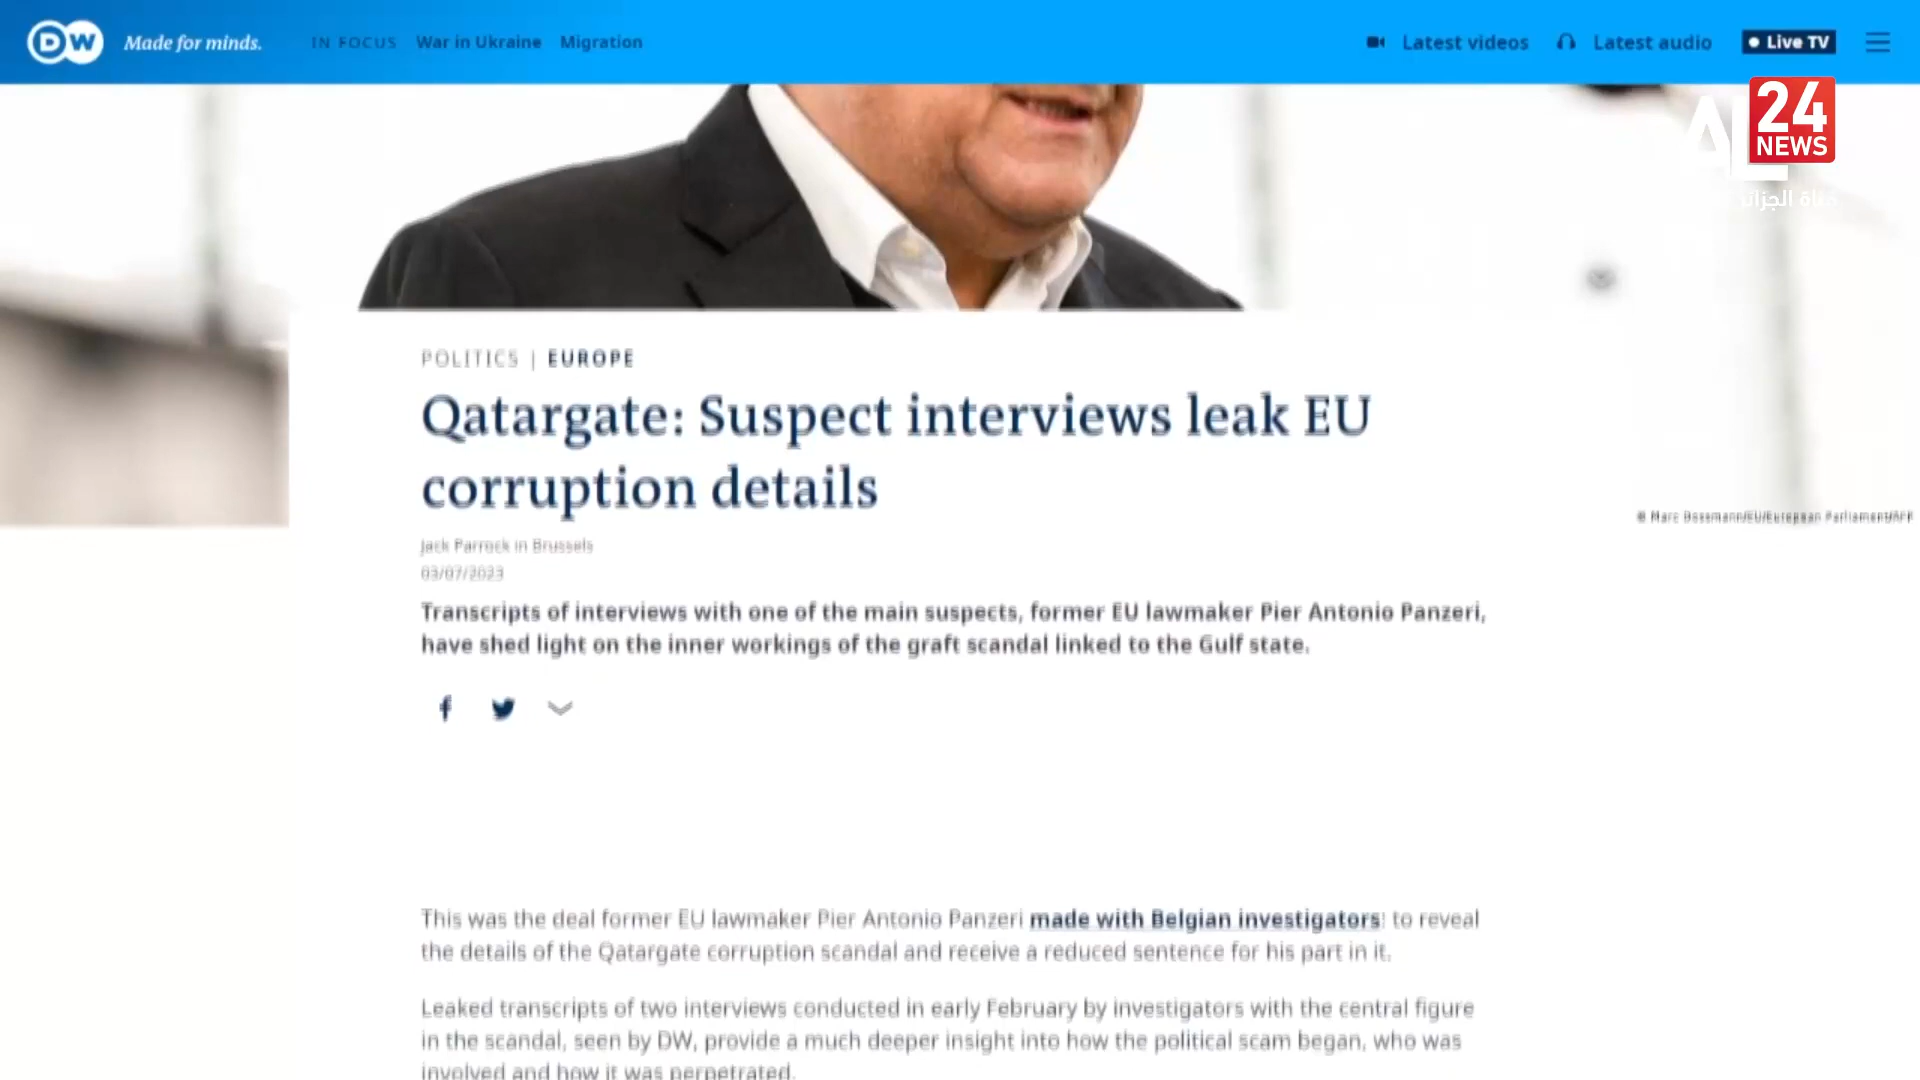 DW Made for minds. IN FOCUS War in Ukraine Migration Latest videos Latest audio Live TV
AL 24 NEWS
قناة الجزائر
POLITICS | EUROPE
Qatargate: Suspect interviews leak EU
corruption details
© Marc Dossmann/EU/European Parliament/AFP
Jack Parrock in Brussels
03/07/2023
Transcripts of interviews with one of the main suspects, former EU lawmaker Pier Antonio Panzeri,
have shed light on the inner workings of the graft scandal linked to the Gulf state.
This was the deal former EU lawmaker Pier Antonio Panzeri made with Belgian investigators: to reveal
the details of the Qatargate corruption scandal and receive a reduced sentence for his part in it.
Leaked transcripts of two interviews conducted in early February by investigators with the central figure
in the scandal, seen by DW, provide a much deeper insight into how the political scam began, who was
involved and how it was perpetrated.